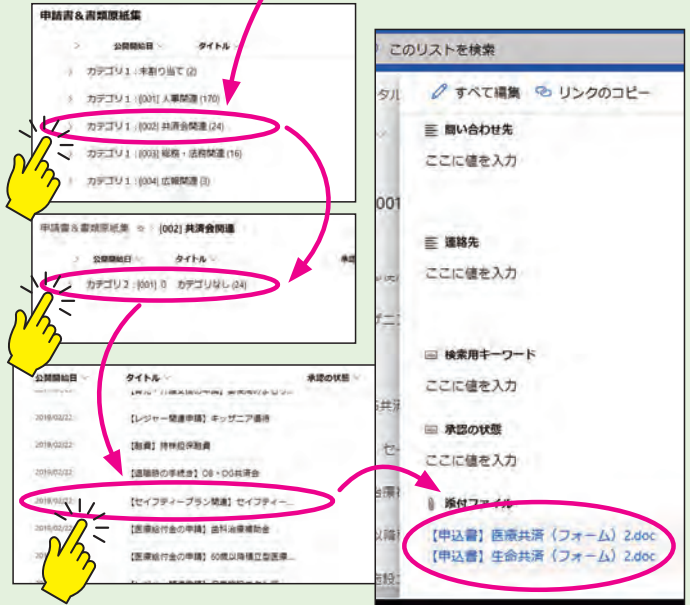 申請書&書類原紙集
公開開始日 タイトル
カテゴリ1:未割り当て (2)
カテゴリ1:[001] 人事関連 (170)
カテゴリ1:[002] 共済会関連 (24)
カテゴリ1:[003] 総務・法務関連 (16)
カテゴリ1:[004] 広報関連 (3)
申請書&書類原紙集 [002] 共済会関連
公開開始日 タイトル
カテゴリ2:[001] 0 カテゴリなし (24)
公開開始日 タイトル 承認の状態
2019/02/22 【レジャー関連申請】キッザニア優待
2019/02/22 【融資】持株担保融資
2019/02/22 【退職時の手続き】OB・OG共済会
2019/02/22 【セイフティープラン関連】セイフティー...
2019/02/22 【医療給付金の申請】歯科治療補助金
【医療給付金の申請】60歳以降積立型医療...
このリストを検索
すべて編集 リンクのコピー
問い合わせ先
ここに値を入力
連絡先
ここに値を入力
検索用キーワード
ここに値を入力
承認の状態
ここに値を入力
添付ファイル
【申込書】医療共済(フォーム)2.doc
【申込書】生命共済(フォーム)2.doc